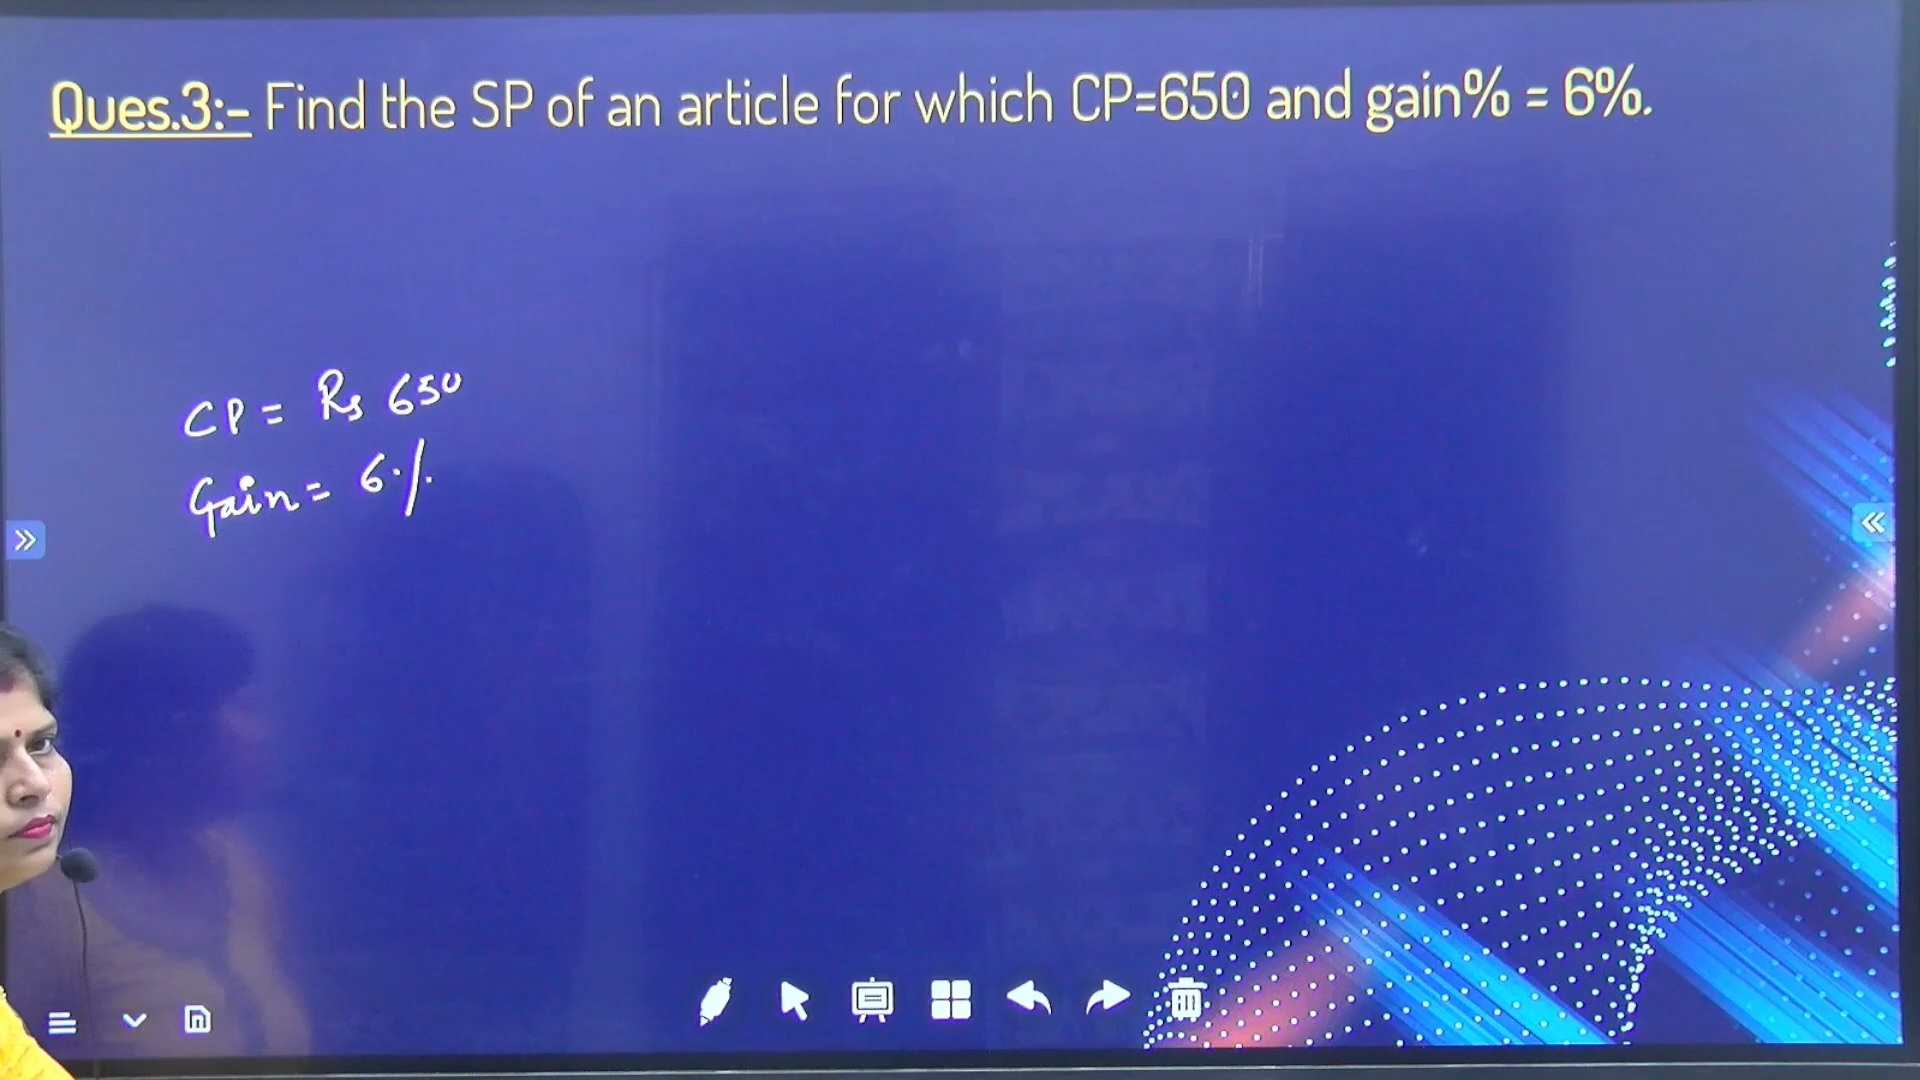 Ques.3:- Find the SP of an article for which CP=650 and gain% = 6%.
CP = Rs 650
Gain = 6%